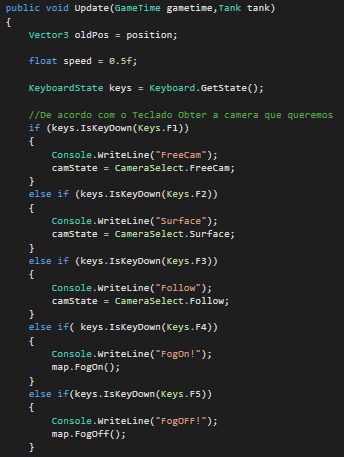 public void Update(GameTime gametime,Tank tank)
{
Vector3 oldPos = position;
float speed = 0.5f;
KeyboardState keys = Keyboard.GetState();
//De acordo com o Teclado Obter a camera que queremos
if (keys.IsKeyDown(Keys.F1))
{
Console.WriteLine("FreeCam");
camState = CameraSelect.FreeCam;
}
else if (keys.IsKeyDown(Keys.F2))
{
Console.WriteLine("Surface");
camState = CameraSelect.Surface;
}
else if (keys.IsKeyDown(Keys.F3))
{
Console.WriteLine("Follow");
camState = CameraSelect.Follow;
}
else if( keys.IsKeyDown(Keys.F4))
{
Console.WriteLine("FogOn!");
map.FogOn();
}
else if(keys.IsKeyDown(Keys.F5))
{
Console.WriteLine("FogOFF!");
map.FogOff();
}